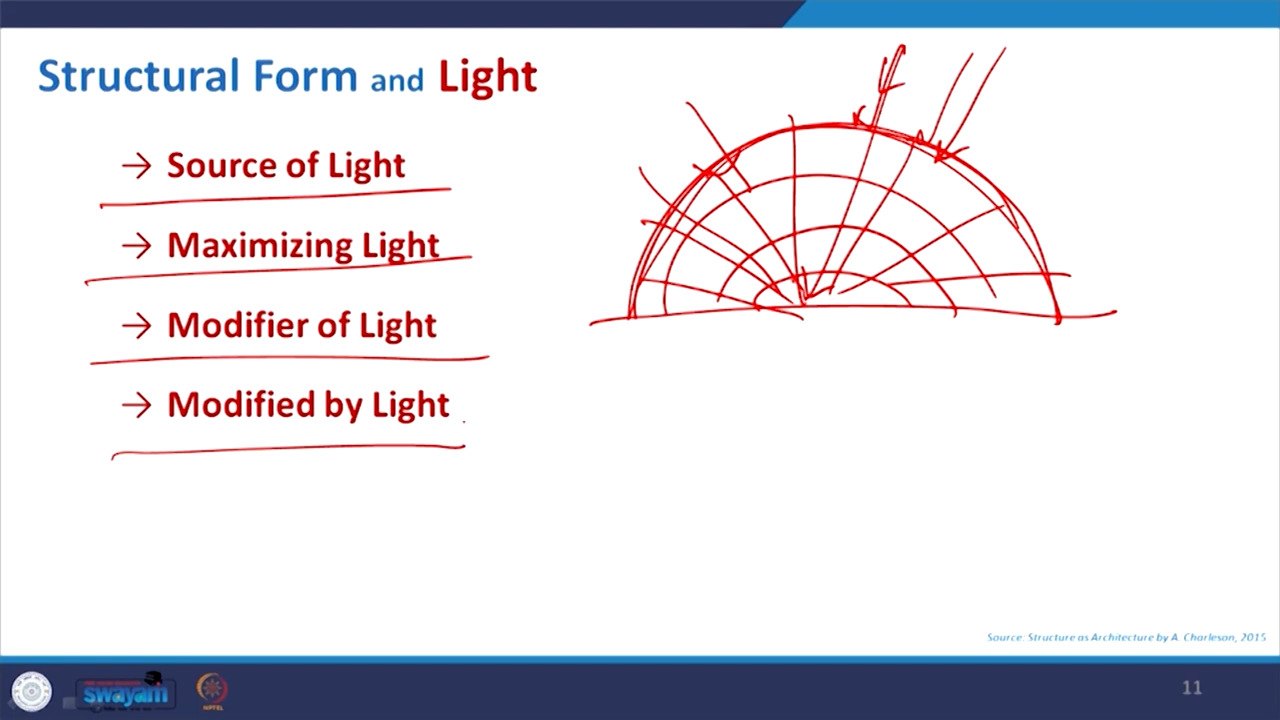 Structural Form and Light
→ Source of Light
→ Maximizing Light
→ Modifier of Light
→ Modified by Light
Source: Structure as Architecture by A. Charleson, 2015
swayam
11